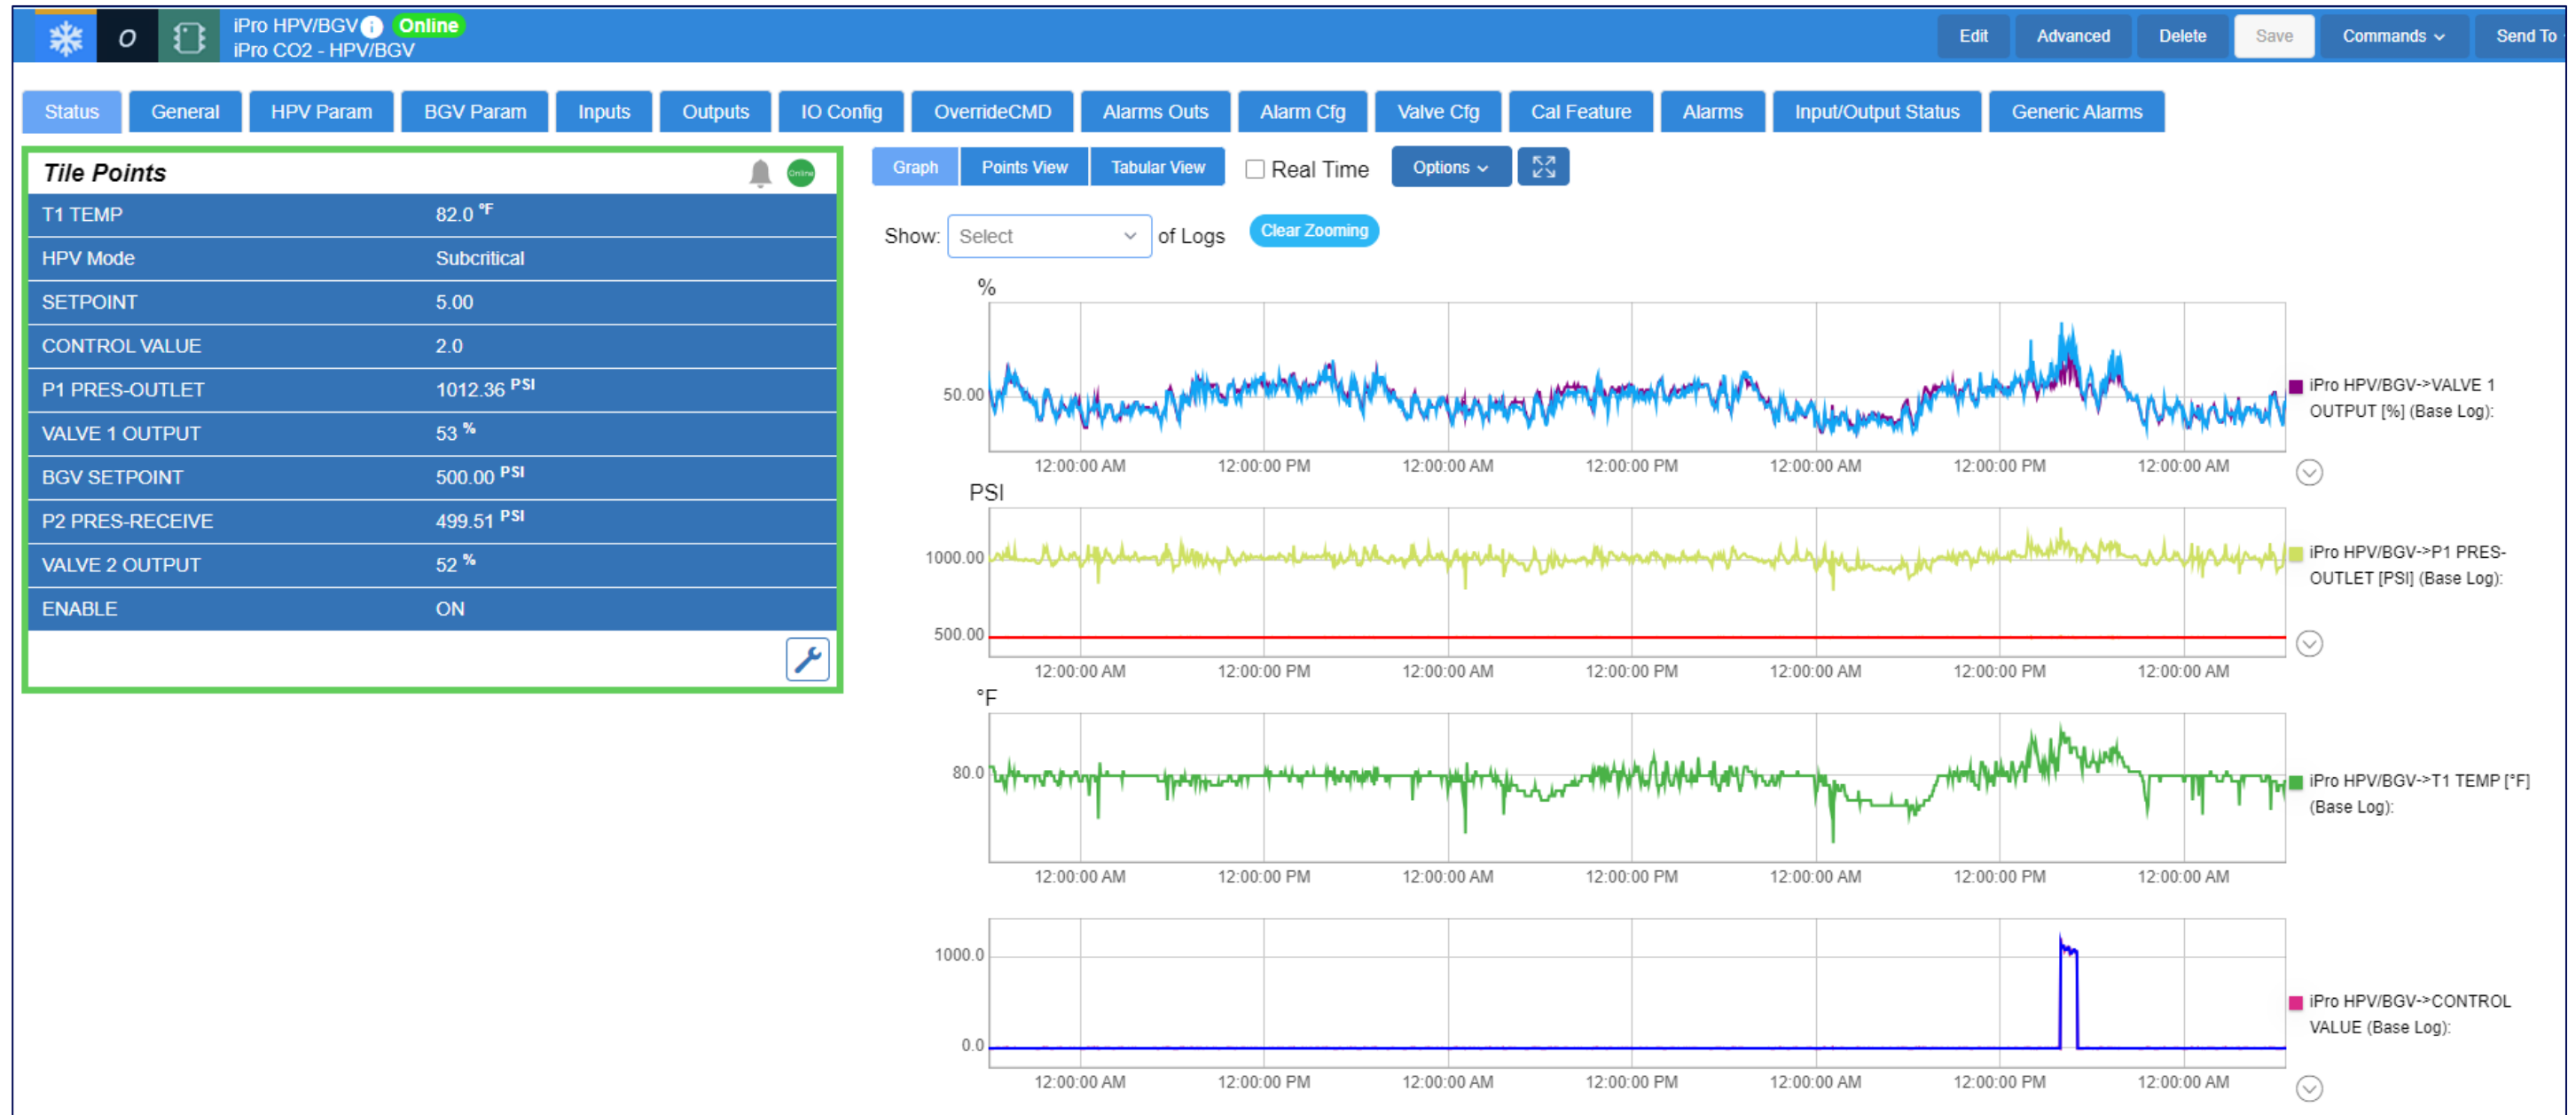 iPro HPV/BGV i Online
iPro CO2 - HPV/BGV
O
Edit Advanced Delete Save Commands Send To
Status General HPV Param BGV Param Inputs Outputs IO Config OverrideCMD Alarms Outs Alarm Cfg Valve Cfg Cal Feature Alarms Input/Output Status Generic Alarms
Tile Points Online
T1 TEMP 82.0 °F
HPV Mode Subcritical
SETPOINT 5.00
CONTROL VALUE 2.0
P1 PRES-OUTLET 1012.36 PSI
VALVE 1 OUTPUT 53 %
BGV SETPOINT 500.00 PSI
P2 PRES-RECEIVE 499.51 PSI
VALVE 2 OUTPUT 52 %
ENABLE ON
Graph Points View Tabular View Real Time Options
Show: Select of Logs Clear Zooming
%
50.00
12:00:00 AM 12:00:00 PM 12:00:00 AM 12:00:00 PM 12:00:00 AM 12:00:00 PM 12:00:00 AM
iPro HPV/BGV->VALVE 1
OUTPUT [%] (Base Log):
PSI
1000.00
500.00
12:00:00 AM 12:00:00 PM 12:00:00 AM 12:00:00 PM 12:00:00 AM 12:00:00 PM 12:00:00 AM
iPro HPV/BGV->P1 PRES-
OUTLET [PSI] (Base Log):
°F
80.0
12:00:00 AM 12:00:00 PM 12:00:00 AM 12:00:00 PM 12:00:00 AM 12:00:00 PM 12:00:00 AM
iPro HPV/BGV->T1 TEMP [°F]
(Base Log):
1000.0
0.0
12:00:00 AM 12:00:00 PM 12:00:00 AM 12:00:00 PM 12:00:00 AM 12:00:00 PM 12:00:00 AM
iPro HPV/BGV->CONTROL
VALUE (Base Log):